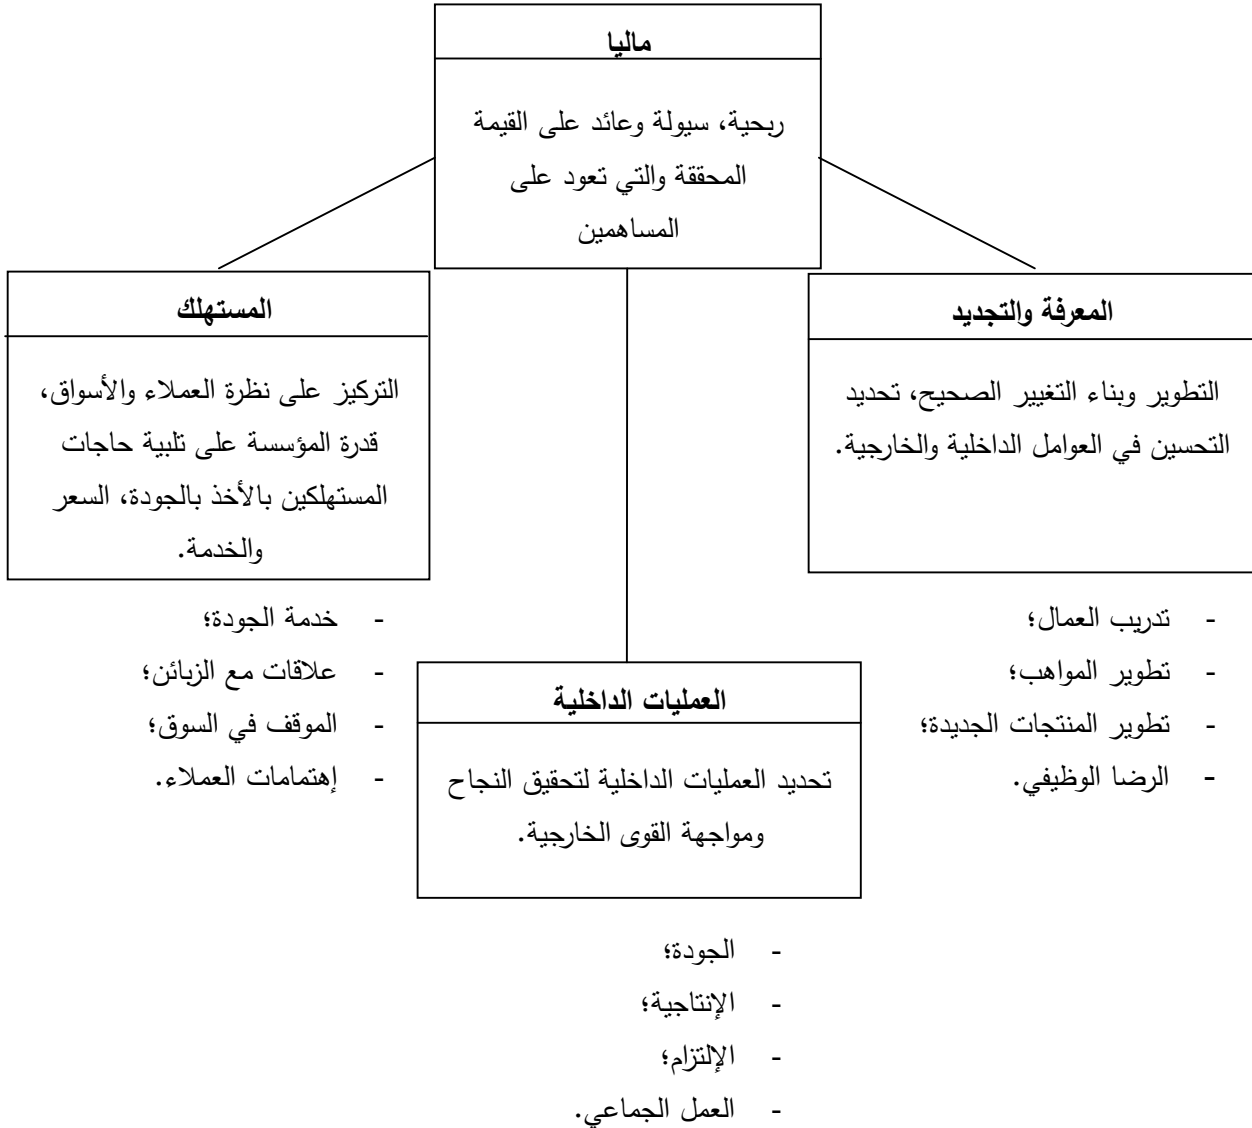 ماليا
ربحية، سيولة وعائد على القيمة
المحققة والتي تعود على
المساهمين
المعرفة والتجديد
التطوير وبناء التغيير الصحيح، تحديد
التحسين في العوامل الداخلية والخارجية.
- تدريب العمال؛
- تطوير المواهب؛
- تطوير المنتجات الجديدة؛
- الرضا الوظيفي.
المستهلك
التركيز على نظرة العملاء والأسواق،
قدرة المؤسسة على تلبية حاجات
المستهلكين بالأخذ بالجودة، السعر
والخدمة.
- خدمة الجودة؛
- علاقات مع الزبائن؛
- الموقف في السوق؛
- إهتمامات العملاء.
العمليات الداخلية
تحديد العمليات الداخلية لتحقيق النجاح
ومواجهة القوى الخارجية.
- الجودة؛
- الإنتاجية؛
- الإلتزام؛
- العمل الجماعي.